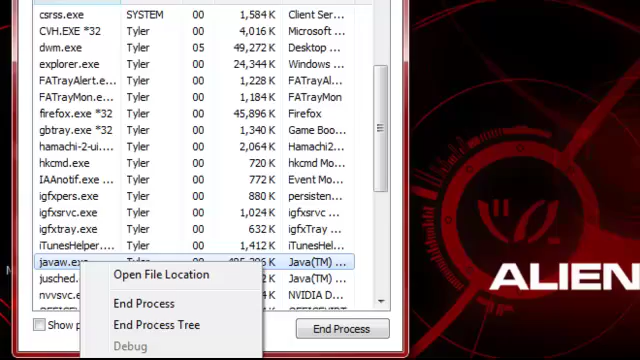 csrss.exe SYSTEM 00 1,584 K Client Ser...
CVH.EXE *32 Tyler 00 4,016 K Microsoft ...
dwm.exe Tyler 05 49,272 K Desktop ...
explorer.exe Tyler 00 24,344 K Windows ...
FATrayAlert.e... Tyler 00 1,228 K FATrayAl...
FATrayMon.e... Tyler 00 1,184 K FATrayMon
firefox.exe *32 Tyler 00 45,896 K Firefox
gbtray.exe *32 Tyler 00 1,340 K Game Boo...
hamachi-2-ui.... Tyler 00 2,064 K Hamachi ...
hkcmd.exe Tyler 00 720 K hkcmd Mo...
IAAnotif.exe ... Tyler 00 772 K Event Mo...
igfxpers.exe Tyler 00 880 K persisten...
igfxsrvc.exe Tyler 00 1,024 K igfxsrvc ...
igfxtray.exe Tyler 00 632 K igfxTray ...
iTunesHelper.... Tyler 00 1,412 K iTunesHel...
javaw.exe Java(TM) ...
jusched. Java(TM) ...
nvvsvc.e NVIDIA D...
Open File Location
End Process
End Process Tree
Debug
Show p
End Process
ALIEN